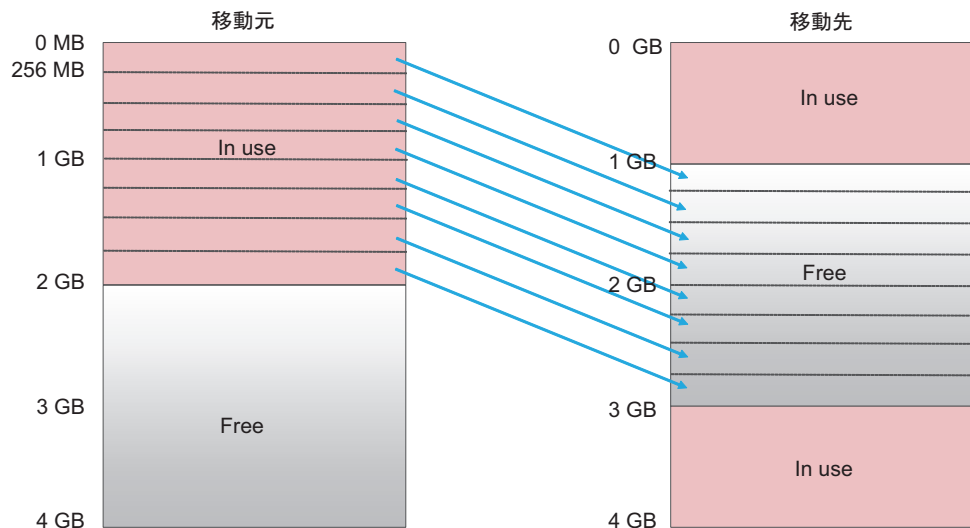 移動元
0 MB
256 MB
In use
1 GB
2 GB
3 GB
Free
4 GB
移動先
0 GB
In use
1 GB
Free
2 GB
3 GB
In use
4 GB